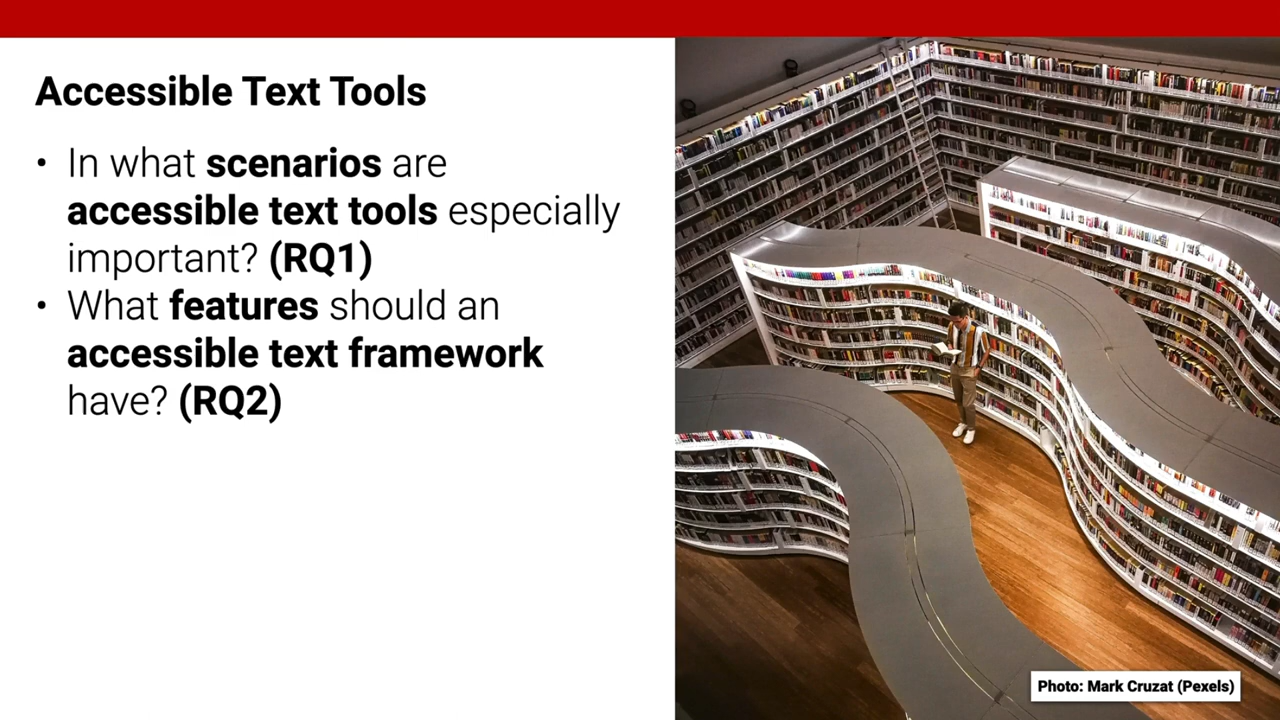 Accessible Text Tools
• In what scenarios are
accessible text tools especially
important? (RQ1)
• What features should an
accessible text framework
have? (RQ2)
Photo: Mark Cruzat (Pexels)